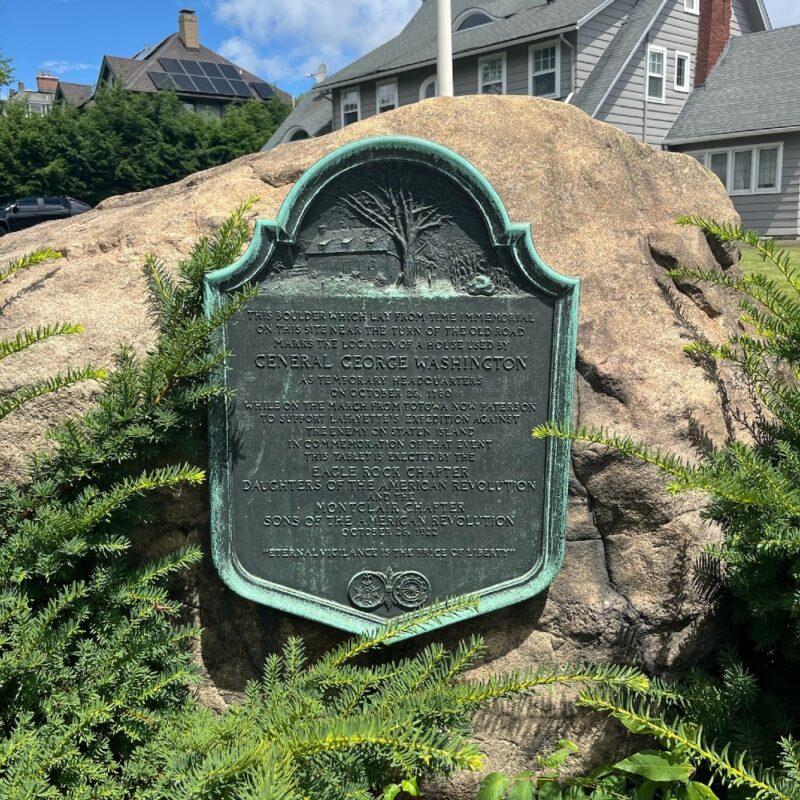 THIS BOULDER WHICH LAY FROM TIME IMMEMORIAL
ON THIS SITE NEAR THE TURN OF THE OLD ROAD
MARKS THE LOCATION OF A HOUSE USED BY
GENERAL GEORGE WASHINGTON
AS TEMPORARY HEADQUARTERS
ON OCTOBER 26, 1780
WHILE ON THE MARCH FROM TOTOWA NOW PATERSON
TO SUPPORT LAFAYETTE'S EXPEDITION AGAINST
THE ENEMY ON STATEN ISLAND
IN COMMEMORATION OF THE EVENT
THIS TABLET IS ERECTED BY THE
EAGLE ROCK CHAPTER
DAUGHTERS OF THE AMERICAN REVOLUTION
AND THE
MONTCLAIR CHAPTER
SONS OF THE AMERICAN REVOLUTION
OCTOBER 26, 1922
"ETERNAL VIGILANCE IS THE PRICE OF LIBERTY"